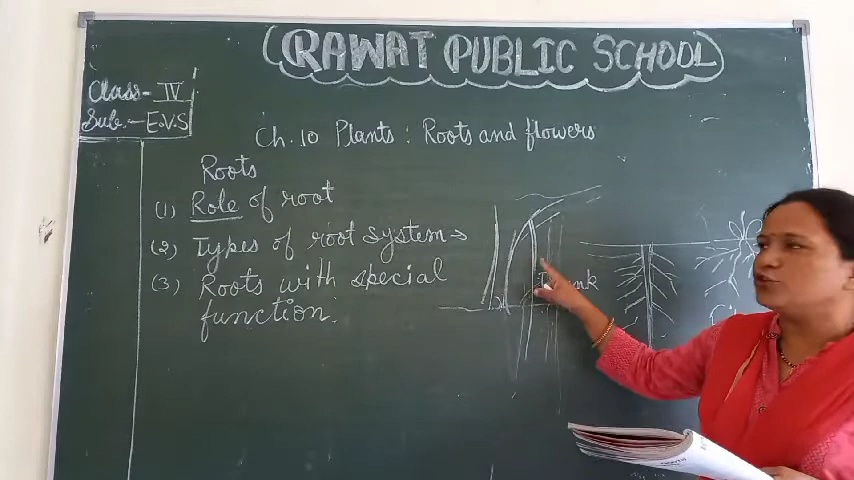 RAWAT PUBLIC SCHOOL
Class - IV
Sub. - E.V.S
Ch. 10 Plants : Roots and flowers
Roots
(1) Role of root
(2) Types of root system →
(3) Roots with special
function.